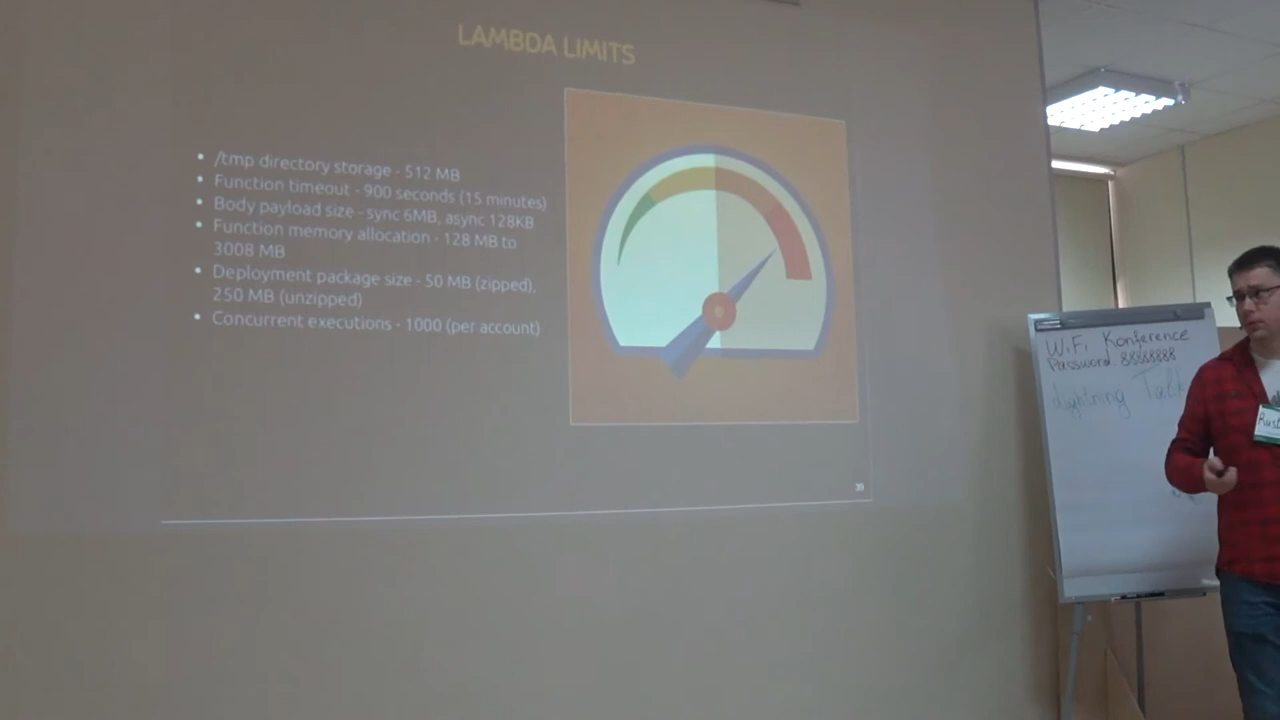 LAMBDA LIMITS
• /tmp directory storage - 512 MB
• Function timeout - 900 seconds (15 minutes)
• Body payload size - sync 6MB, async 128KB
• Function memory allocation - 128 MB to
3008 MB
• Deployment package size - 50 MB (zipped),
250 MB (unzipped)
• Concurrent executions - 1000 (per account)
39
Wi.Fi Konference
Password 88888888
Lightning Talk